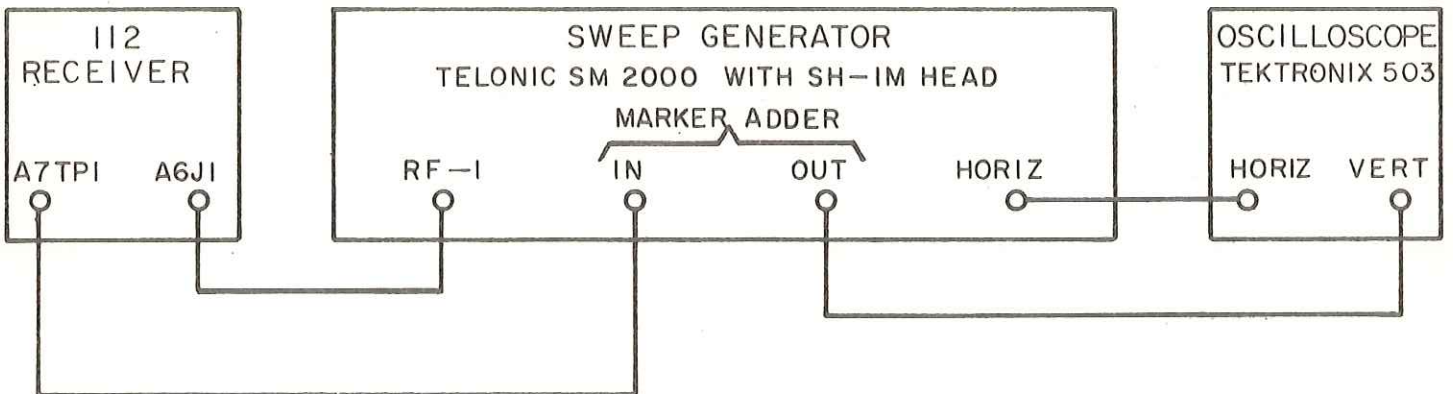 112
RECEIVER
A7TP1 A6J1
SWEEP GENERATOR
TELONIC SM 2000 WITH SH-1M HEAD
MARKER ADDER
RF-1 IN OUT HORIZ
OSCILLOSCOPE
TEKTRONIX 503
HORIZ VERT